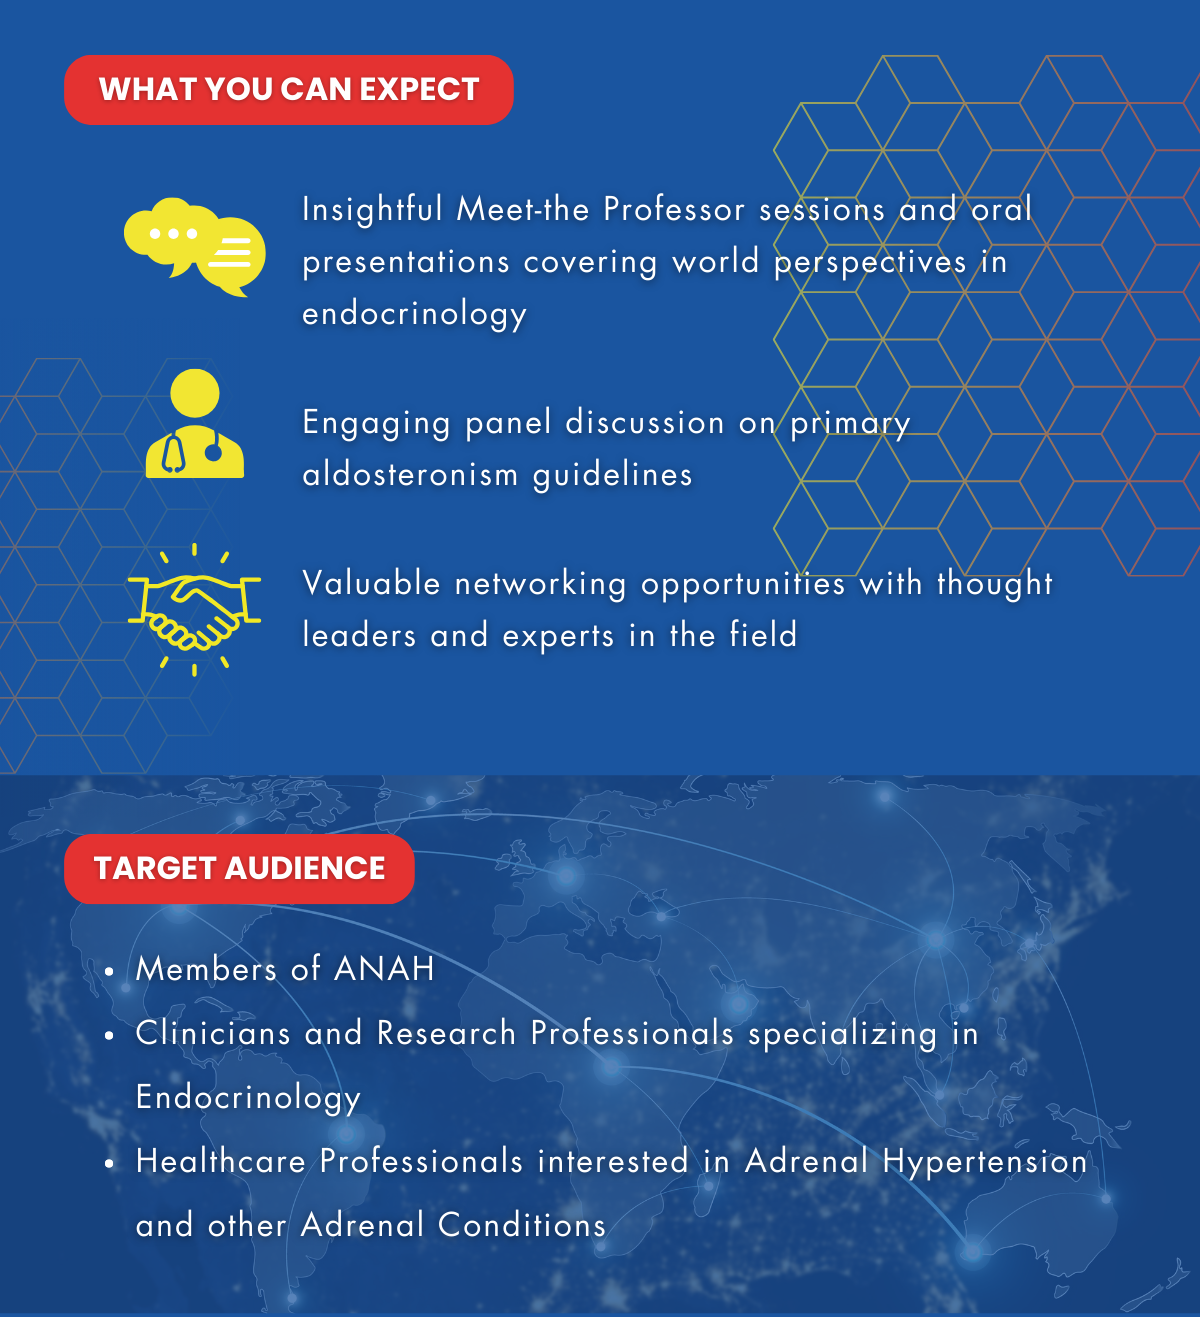 WHAT YOU CAN EXPECT
Insightful Meet-the Professor sessions and oral
presentations covering world perspectives in
endocrinology
Engaging panel discussion on primary
aldosteronism guidelines
Valuable networking opportunities with thought
leaders and experts in the field
TARGET AUDIENCE
• Members of ANAH
• Clinicians and Research Professionals specializing in
Endocrinology
• Healthcare Professionals interested in Adrenal Hypertension
and other Adrenal Conditions